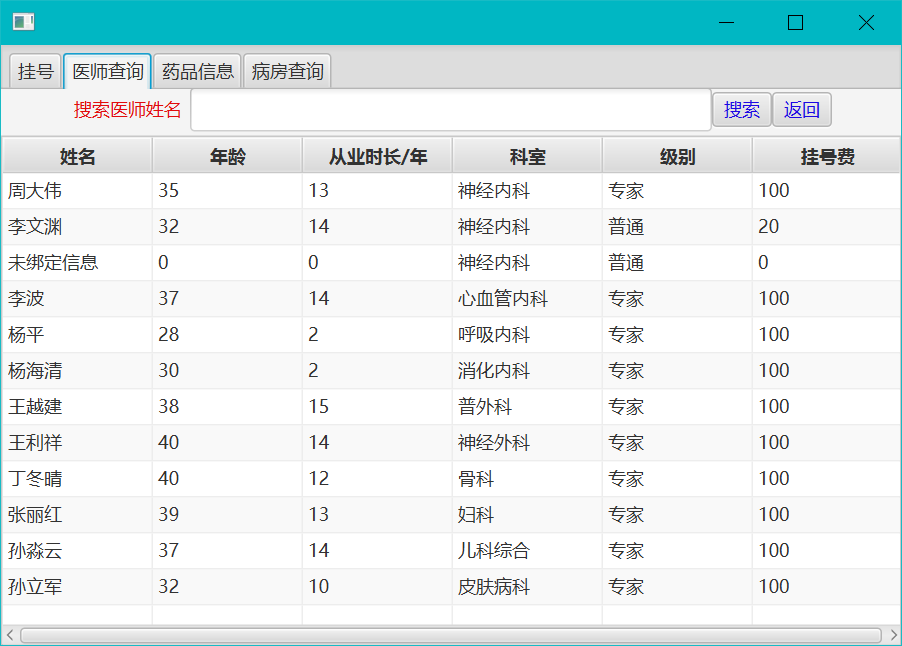 挂号 医师查询 药品信息 病房查询
搜索医师姓名 搜索 返回
姓名 年龄 从业时长/年 科室 级别 挂号费
周大伟 35 13 神经内科 专家 100
李文渊 32 14 神经内科 普通 20
未绑定信息 0 0 神经内科 普通 0
李波 37 14 心血管内科 专家 100
杨平 28 2 呼吸内科 专家 100
杨海清 30 2 消化内科 专家 100
王越建 38 15 普外科 专家 100
王利祥 40 14 神经外科 专家 100
丁冬晴 40 12 骨科 专家 100
张丽红 39 13 妇科 专家 100
孙淼云 37 14 儿科综合 专家 100
孙立军 32 10 皮肤病科 专家 100